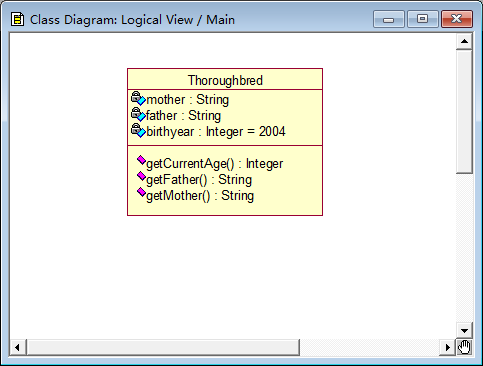 Class Diagram: Logical View / Main
Thoroughbred
mother : String
father : String
birthyear : Integer = 2004
getCurrentAge() : Integer
getFather() : String
getMother() : String